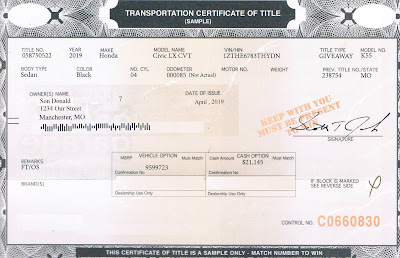 TRANSPORTATION CERTIFICATE OF TITLE
(SAMPLE)
TITLE NO. YEAR MAKE MODEL NAME VIN/HIN TITLE TYPE MODEL NO.
058750522 2019 Honda Civic LX CVT 1ZTHE6783THYDN GIVEAWAY K55
BODY TYPE COLOR NO. CYL ODOMETER MOTOR NO. WEIGHT PREV. TITLE NO./STATE
Sedan Black 04 000085 (Not Actual) 238754 MO
OWNER(S) NAME DATE OF ISSUE
Son Donald 7 April , 2019
1234 Our Street
Manchester, MO
KEEP WITH YOU
MUST BE PRESENT
SIGNATURE
REMARKS
FT/OS
BRAND(S)
MSRP VEHICLE OPTION Must Match Cash Amount CASH OPTION Must Match
9599723 $21,145
Confirmation No Confirmation No
Dealership Use Only Dealership Use Only
IF BLOCK IS MARKED
SEE REVERSE SIDE
CONTROL NO. C0660830
THIS CERTIFICATE OF TITLE IS A SAMPLE ONLY - MATCH NUMBER TO WIN